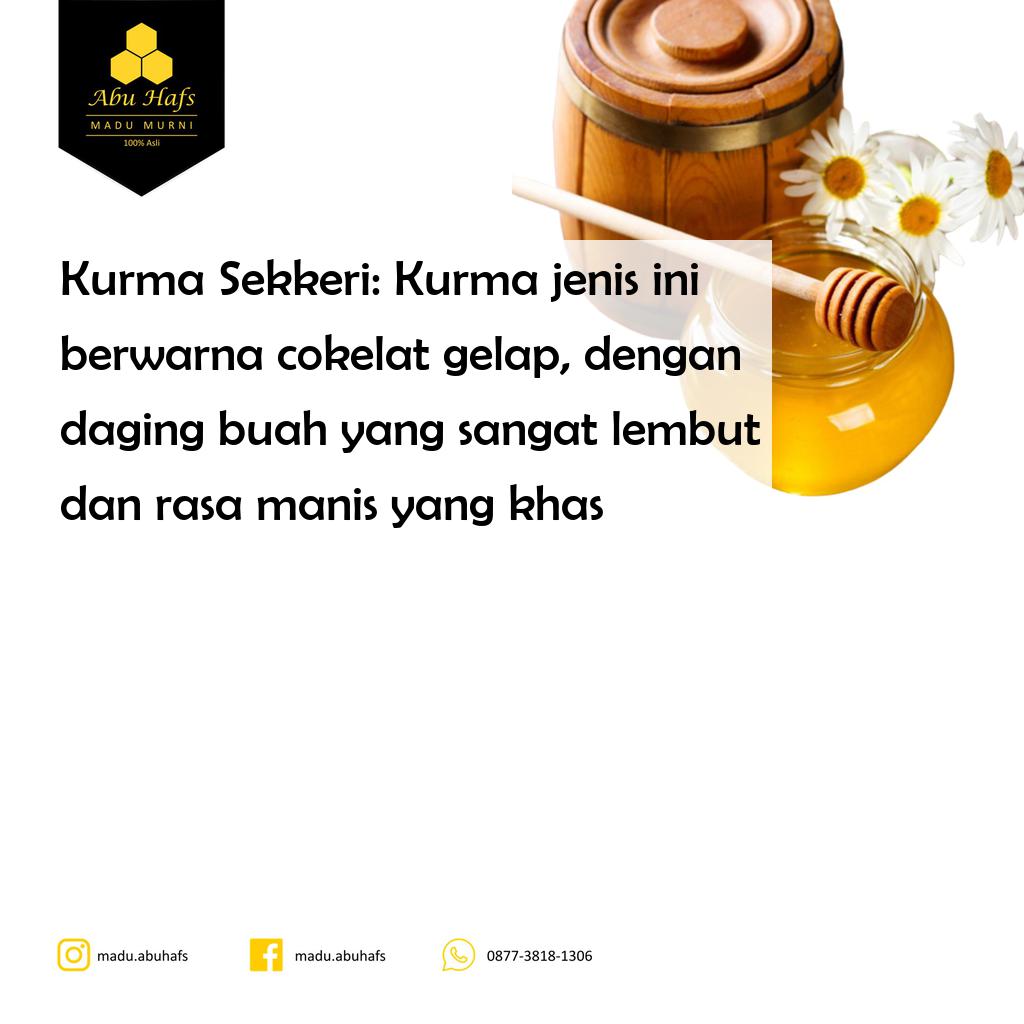 Abu Hafs
MADU MURNI
100% Asli
Kurma Sekkeri: Kurma jenis ini
berwarna cokelat gelap, dengan
daging buah yang sangat lembut
dan rasa manis yang khas
madu.abuhafs
madu.abuhafs
0877-3818-1306